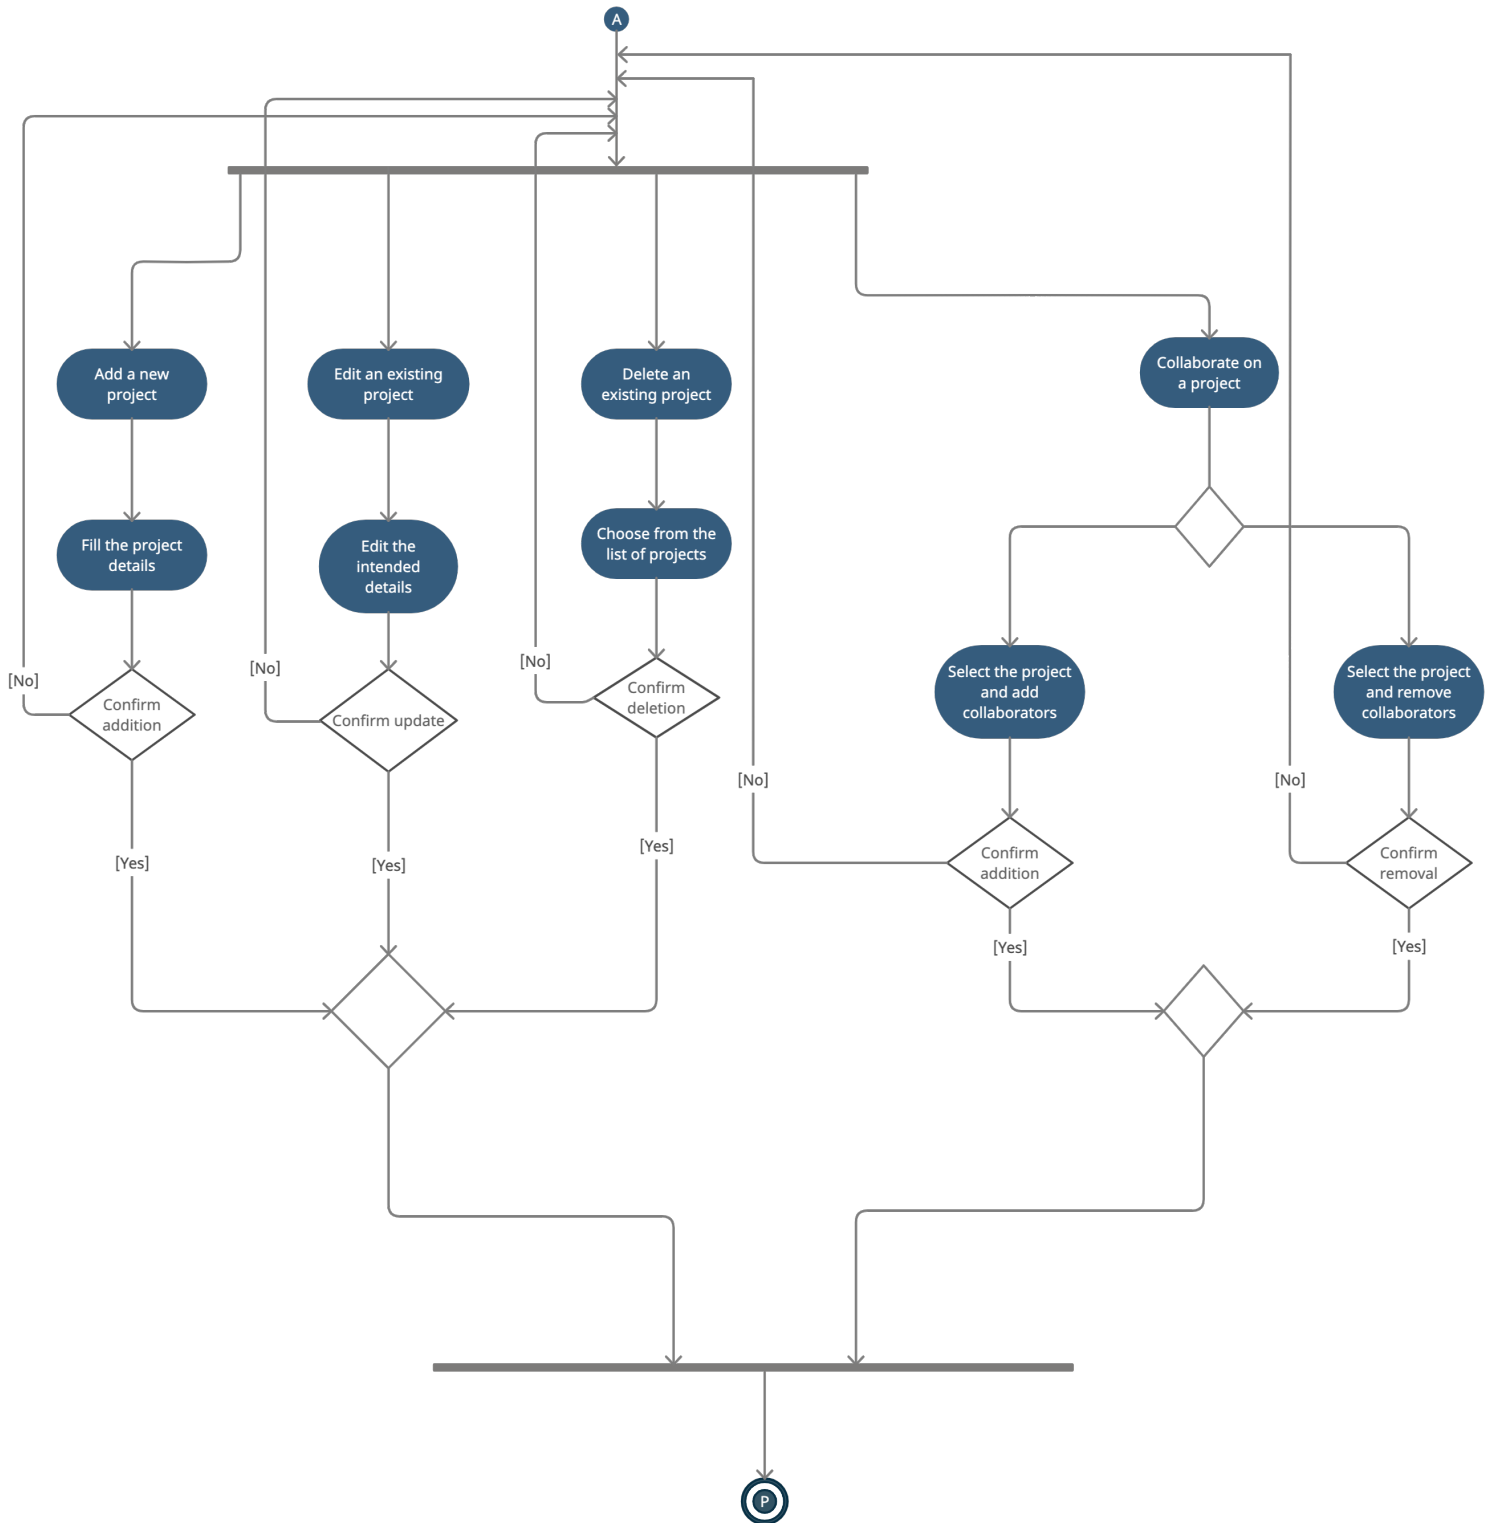 A
Add a new
project
Edit an existing
project
Delete an
existing project
Collaborate on
a project
Fill the project
details
Edit the
intended
details
Choose from the
list of projects
Select the project
and add
collaborators
Select the project
and remove
collaborators
[No]
[No]
[No]
Confirm
addition
Confirm update
Confirm
deletion
[No]
[No]
Confirm
addition
Confirm
removal
[Yes]
[Yes]
[Yes]
[Yes]
[Yes]
P